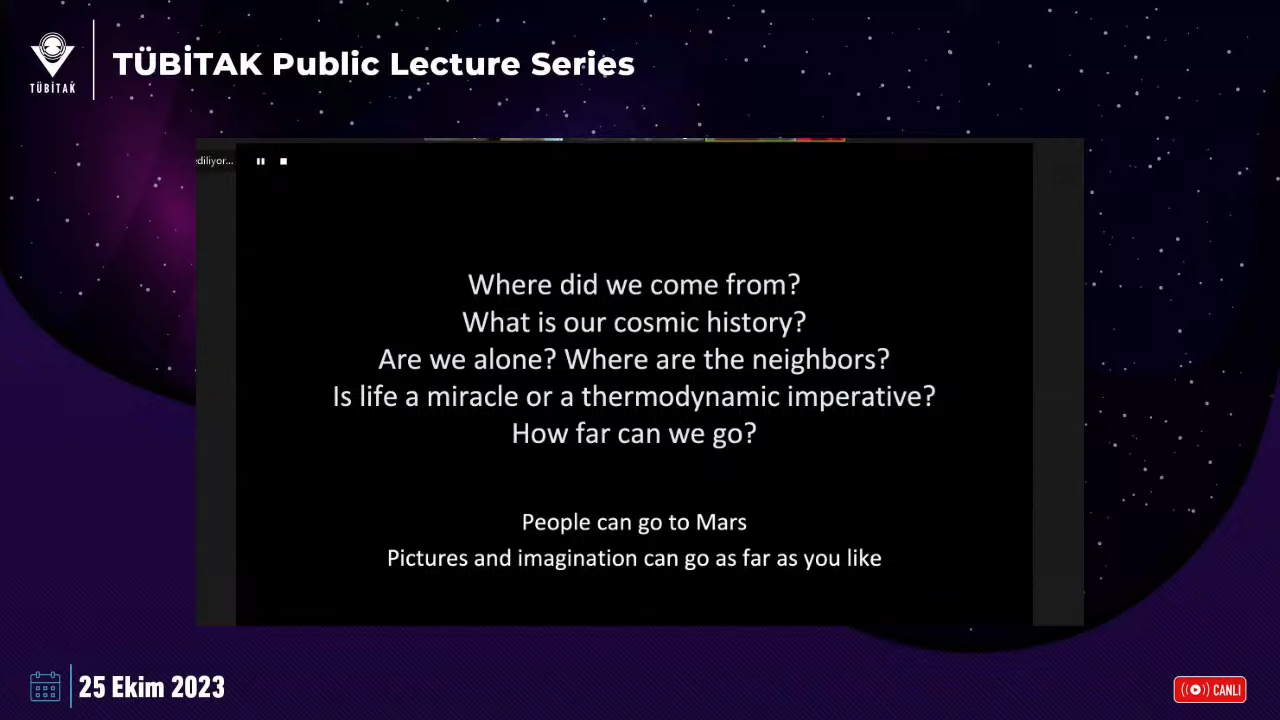 TÜBİTAK Public Lecture Series
TÜBİTAK
ediliyor...
Where did we come from?
What is our cosmic history?
Are we alone? Where are the neighbors?
Is life a miracle or a thermodynamic imperative?
How far can we go?
People can go to Mars
Pictures and imagination can go as far as you like
25 Ekim 2023
CANLI